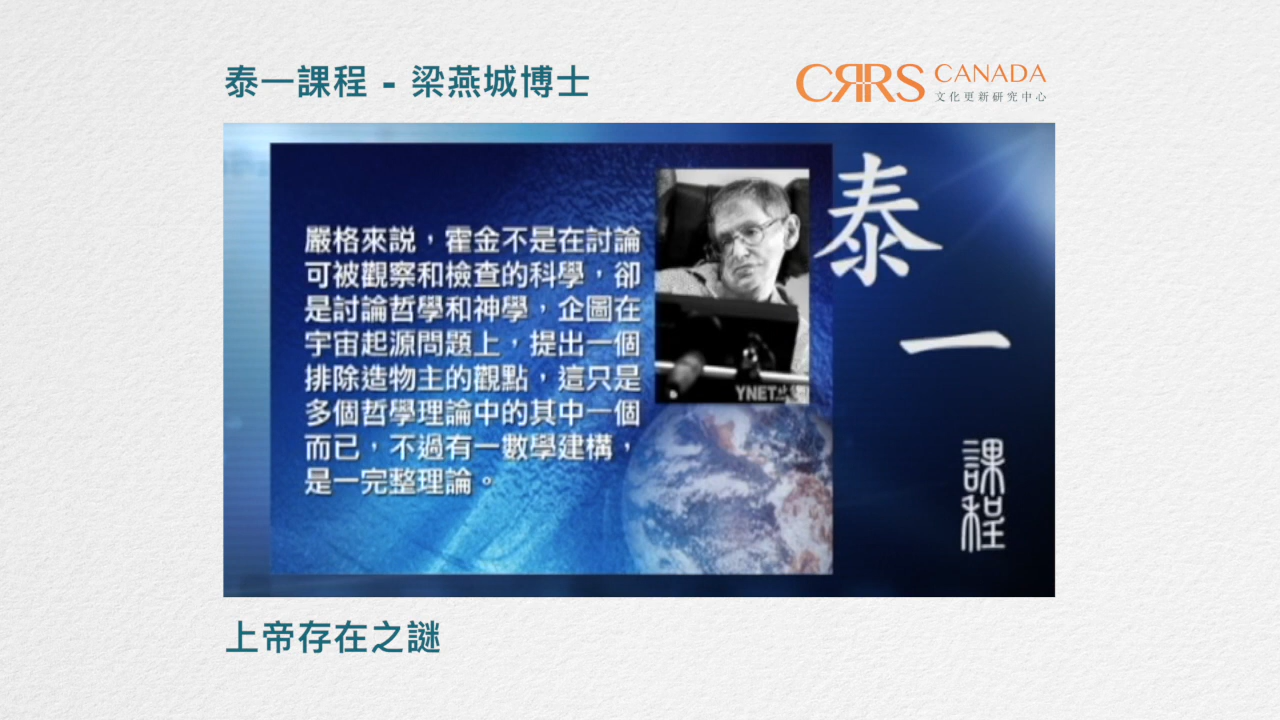 泰一課程 - 梁燕城博士
CRRS CANADA
文化更新研究中心
嚴格來說，霍金不是在討論
可被觀察和檢查的科學，卻
是討論哲學和神學，企圖在
宇宙起源問題上，提出一個
排除造物主的觀點，這只是
多個哲學理論中的其中一個
而已，不過有一數學建構，
是一完整理論。
YNET
泰一
課程
上帝存在之謎